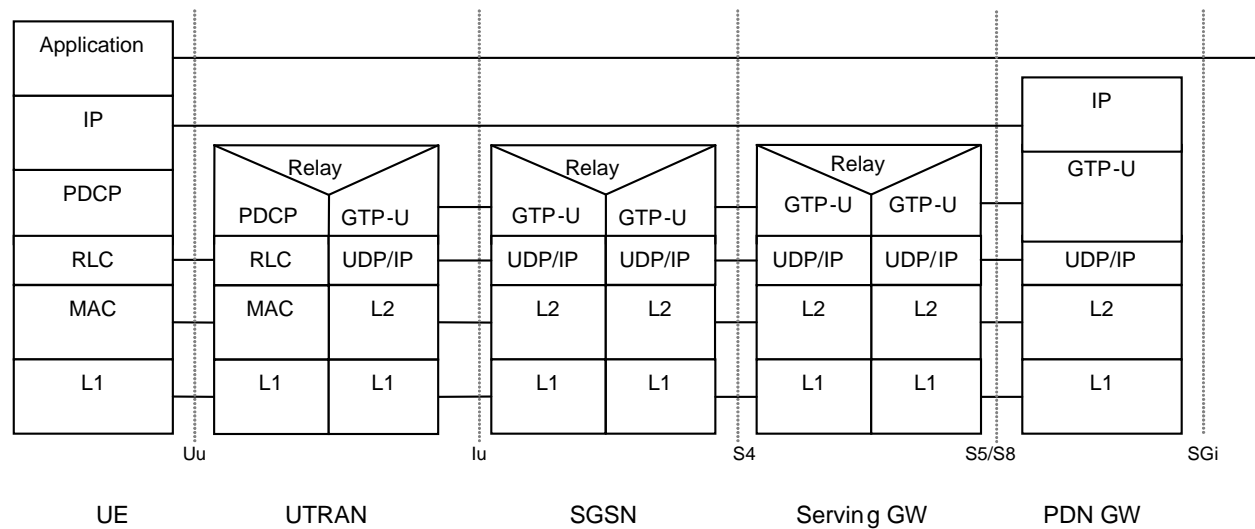 Application
IP
IP
Relay
Relay
Relay
GTP-U
PDCP
PDCP
GTP-U
GTP-U
GTP-U
GTP-U
GTP-U
RLC
RLC
UDP/IP
UDP/IP
UDP/IP
UDP/IP
UDP/IP
UDP/IP
MAC
MAC
L2
L2
L2
L2
L2
L2
L1
L1
L1
L1
L1
L1
L1
L1
Uu
Iu
S4
S5/S8
SGi
UE
UTRAN
SGSN
Serving GW
PDN GW